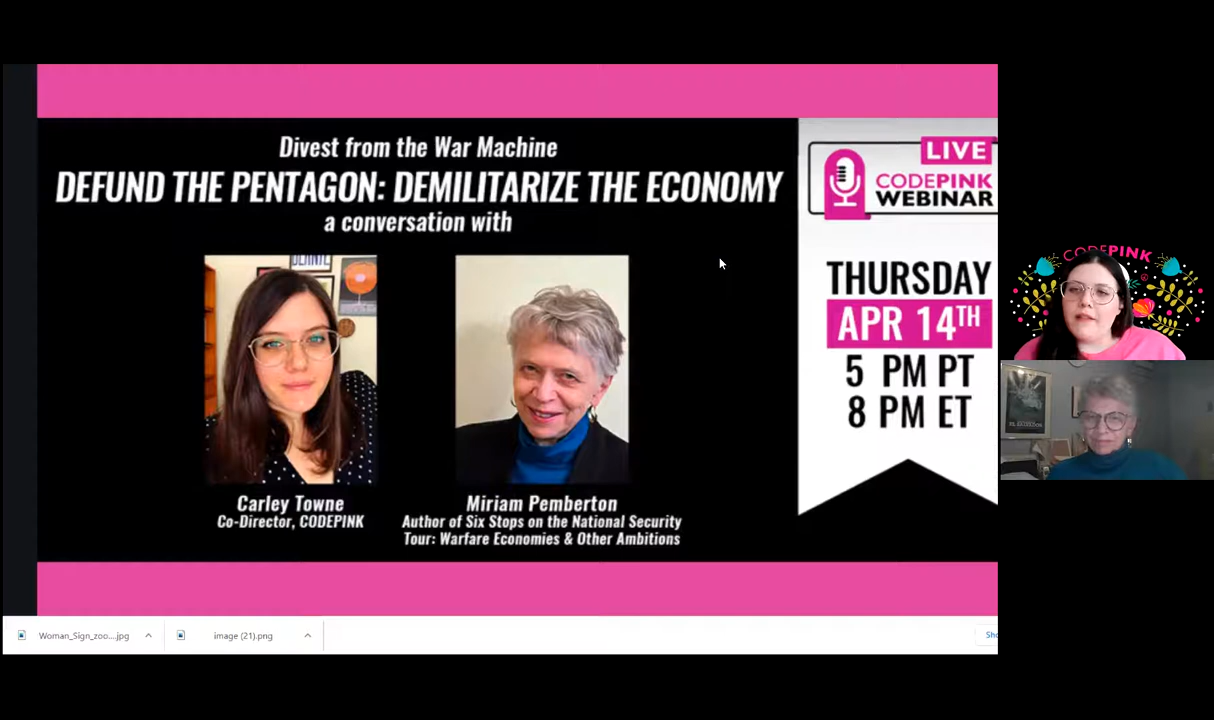 Divest from the War Machine
DEFUND THE PENTAGON: DEMILITARIZE THE ECONOMY
a conversation with
Carley Towne
Co-Director, CODEPINK
Miriam Pemberton
Author of Six Stops on the National Security
Tour: Warfare Economies & Other Ambitions
LIVE
CODEPINK
WEBINAR
THURSDAY
APR 14TH
5 PM PT
8 PM ET
CODEPINK
Woman_Sign_zoo....jpg
image (21).png